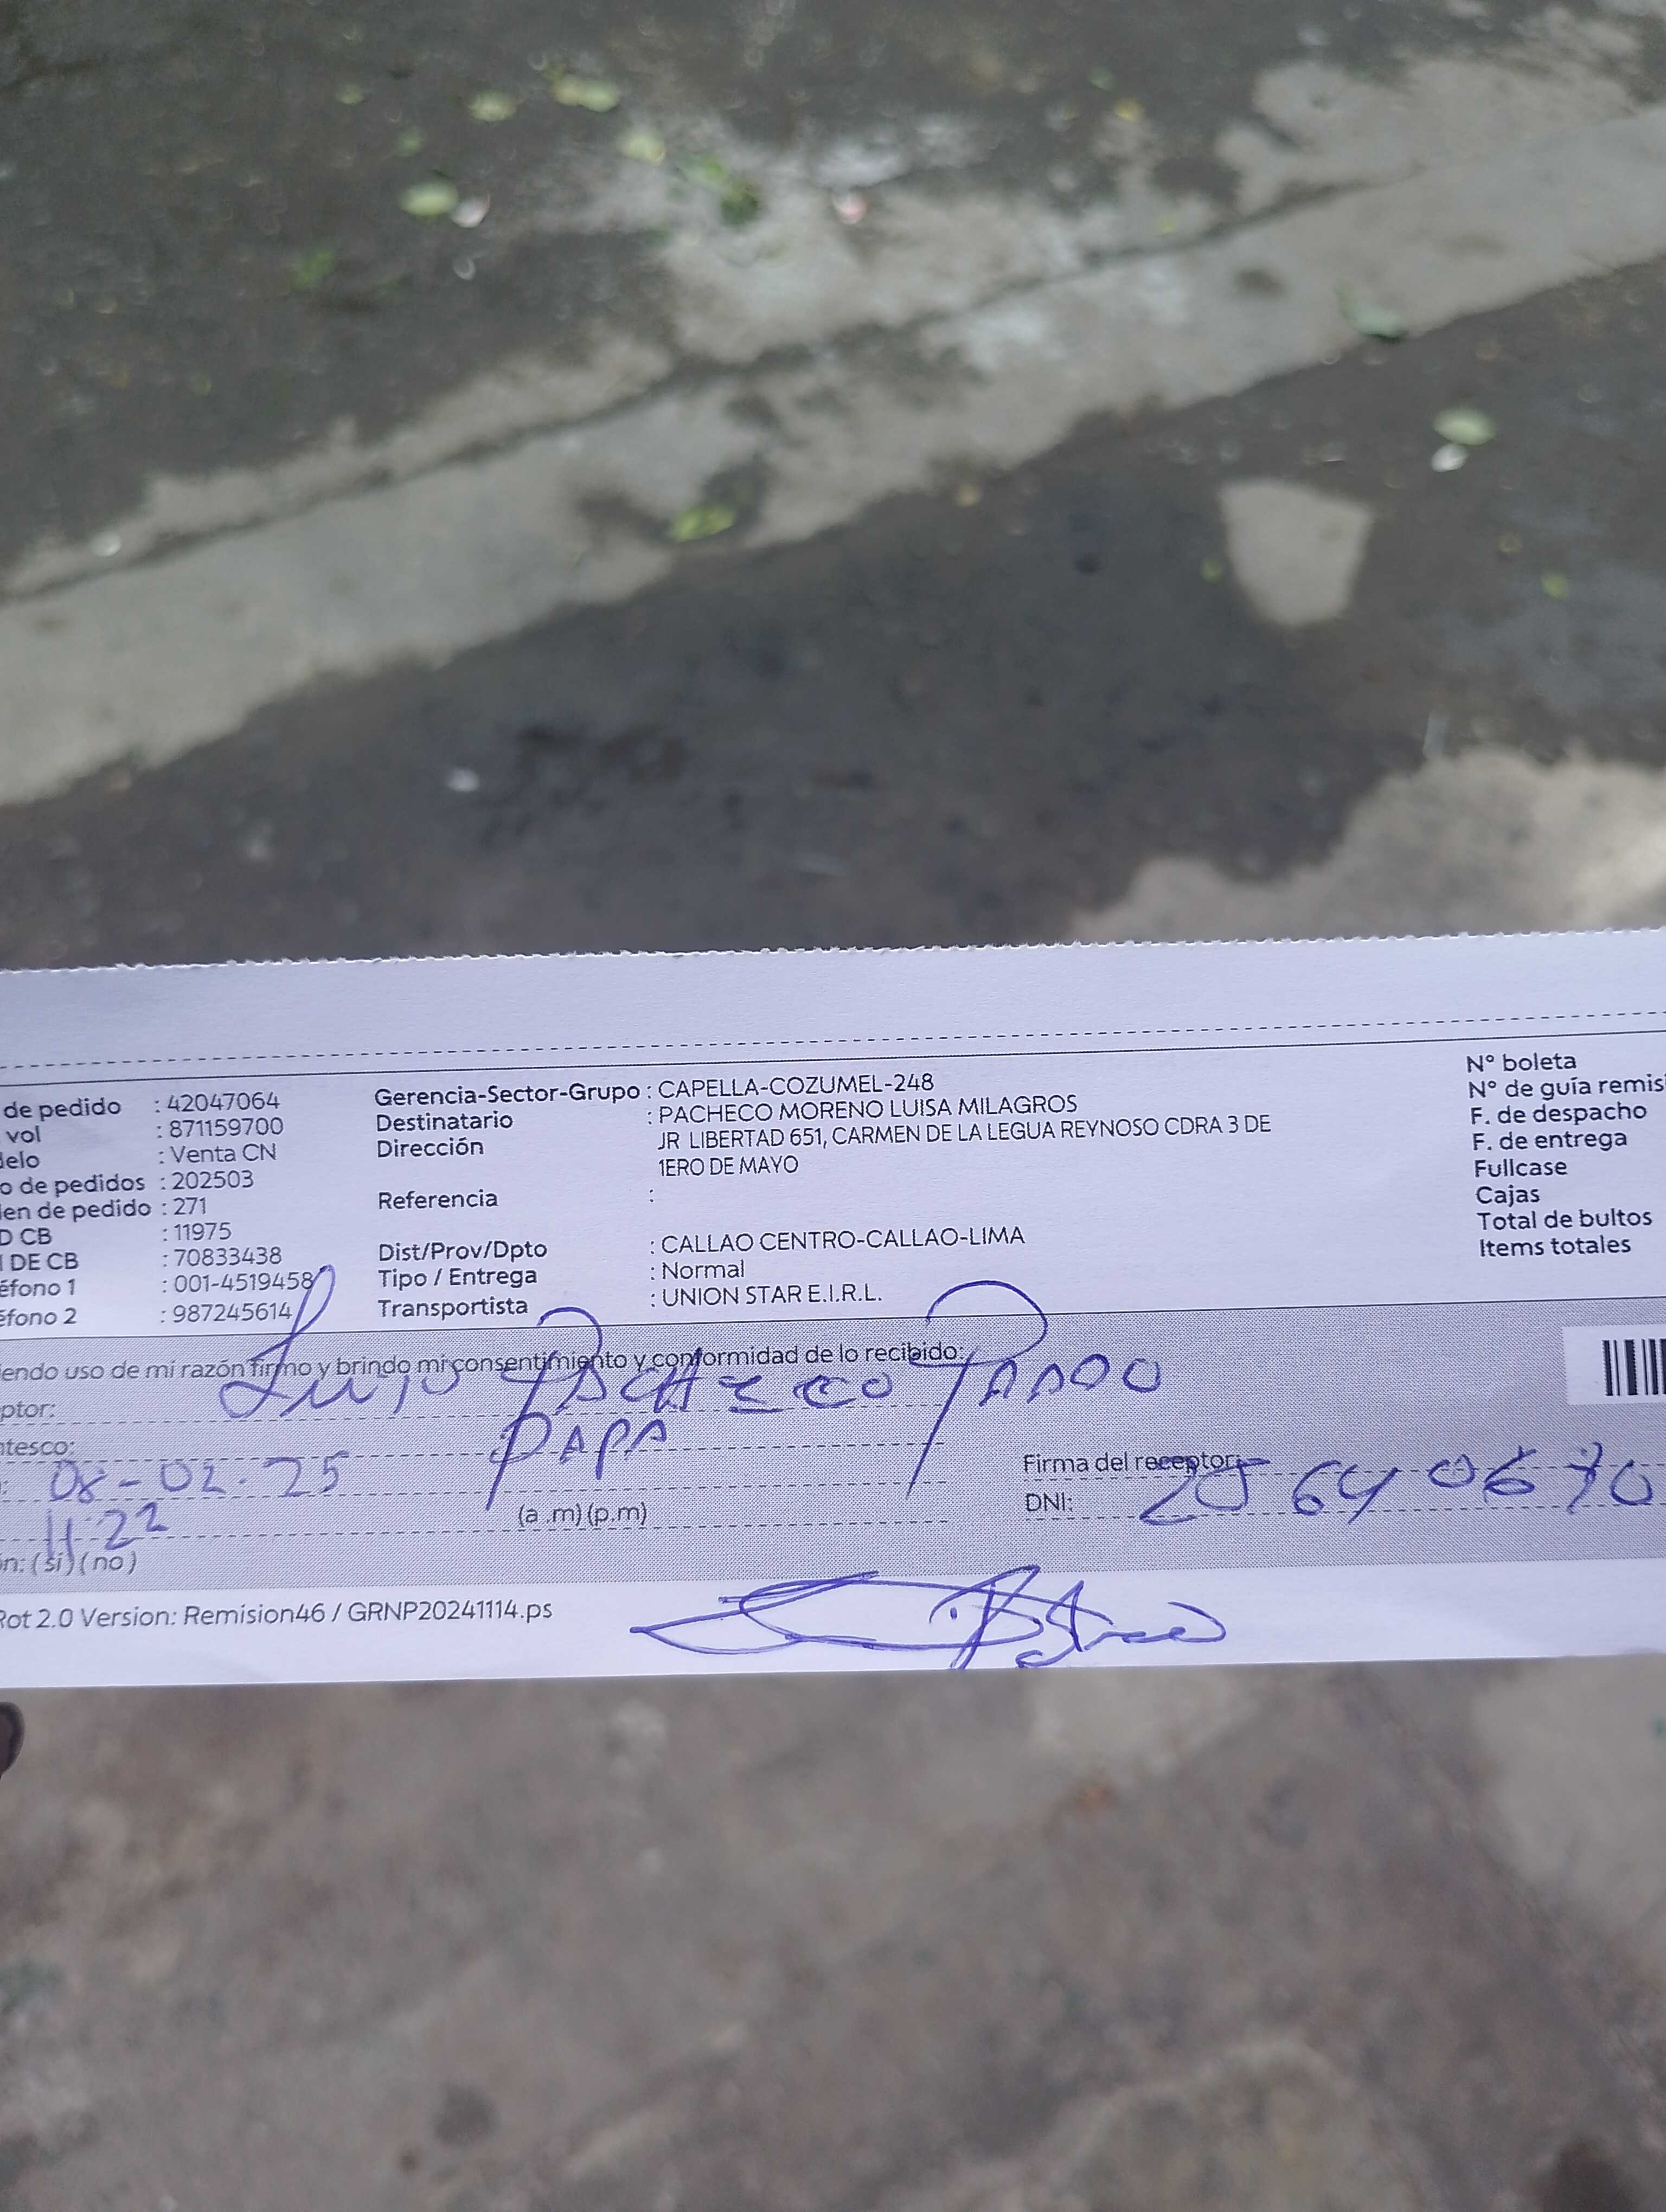 de pedido : 42047064
vol : 871159700
delo : Venta CN
o de pedidos : 202503
en de pedido : 271
D CB : 11975
I DE CB : 70833438
éfono 1 : 001-4519458
éfono 2 : 987245614
Gerencia-Sector-Grupo : CAPELLA-COZUMEL-248
Destinatario : PACHECO MORENO LUISA MILAGROS
Dirección JR LIBERTAD 651, CARMEN DE LA LEGUA REYNOSO CDRA 3 DE
1ERO DE MAYO
Referencia :
Dist/Prov/Dpto : CALLAO CENTRO-CALLAO-LIMA
Tipo / Entrega : Normal
Transportista : UNION STAR E.I.R.L.
N° boleta
N° de guía remisi
F. de despacho
F. de entrega
Fullcase
Cajas
Total de bultos
Items totales
iendo uso de mi razón firmo y brindo mi consentimiento y conformidad de lo recibido:
ptor: PACHECO
ntesco: PAPA
: 08-02-25
11:22 (a .m) (p.m)
ón: ( si ) ( no )
Firma del receptor:
DNI: 25640670
Rot 2.0 Version: Remision46 / GRNP20241114.ps